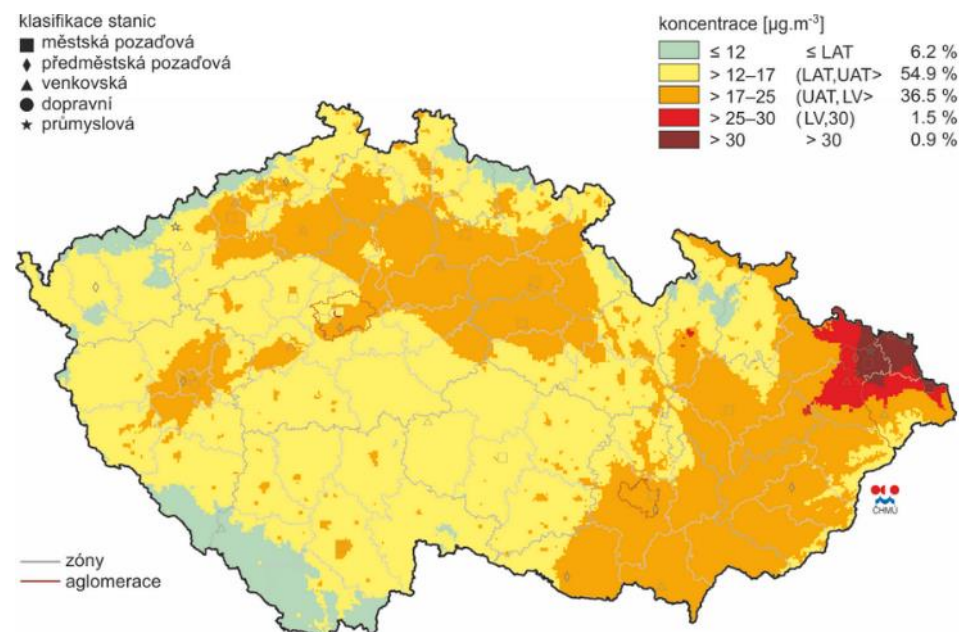 klasifikace stanic
městská pozaďová
předměstská pozaďová
venkovská
dopravní
průmyslová
koncentrace [µg.m⁻³]
≤ 12 ≤ LAT 6.2 %
> 12–17 (LAT,UAT> 54.9 %
> 17–25 (UAT, LV> 36.5 %
> 25–30 (LV,30) 1.5 %
> 30 > 30 0.9 %
ČHMÚ
zóny
aglomerace